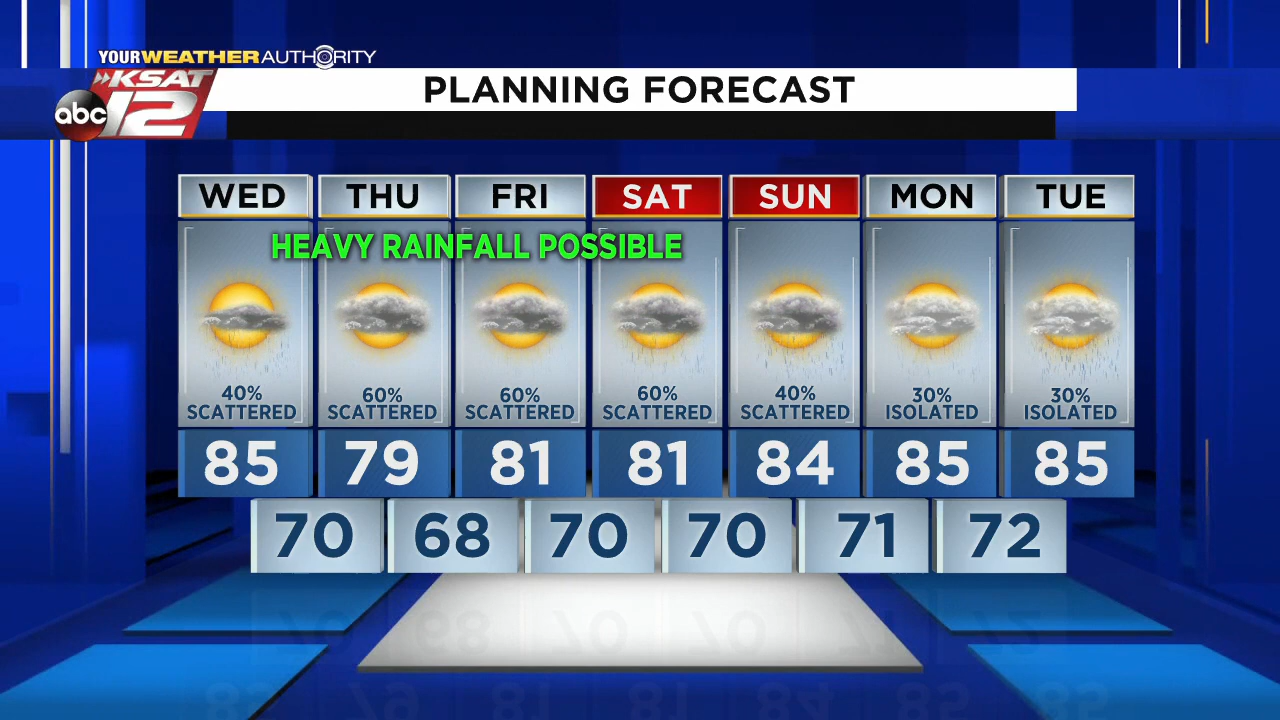 YOURWEATHERAUTHORITY
KSAT
abc 12
PLANNING FORECAST
WED THU FRI SAT SUN MON TUE
HEAVY RAINFALL POSSIBLE
40% 60% 60% 60% 40% 30% 30%
SCATTERED SCATTERED SCATTERED SCATTERED SCATTERED ISOLATED ISOLATED
85 79 81 81 84 85 85
70 68 70 70 71 72